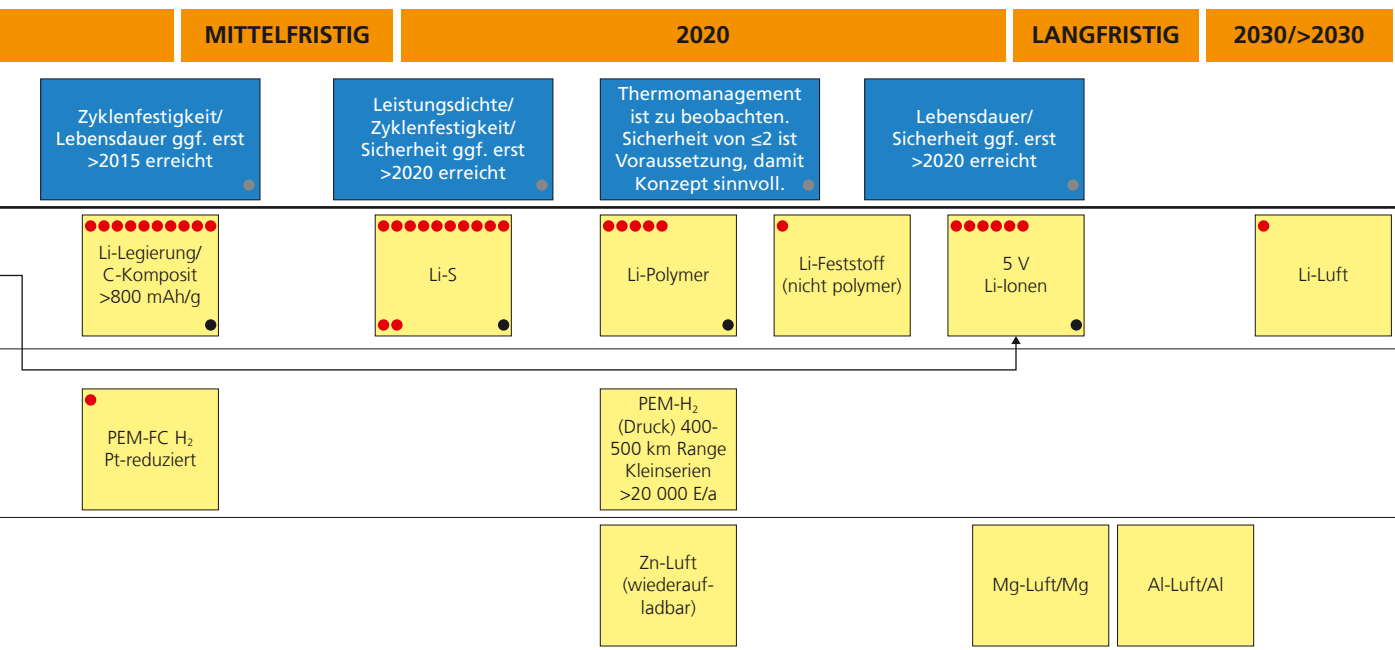 MITTELFRISTIG
2020
LANGFRISTIG
2030/>2030
Zyklenfestigkeit/
Lebensdauer ggf. erst
>2015 erreicht
Leistungsdichte/
Zyklenfestigkeit/
Sicherheit ggf. erst
>2020 erreicht
Thermomanagement
ist zu beobachten.
Sicherheit von ≤2 ist
Voraussetzung, damit
Konzept sinnvoll.
Lebensdauer/
Sicherheit ggf. erst
>2020 erreicht
Li-Legierung/
C-Komposit
>800 mAh/g
Li-S
Li-Polymer
Li-Feststoff
(nicht polymer)
5 V
Li-Ionen
Li-Luft
PEM-FC H₂
Pt-reduziert
PEM-H₂
(Druck) 400-
500 km Range
Kleinserien
>20 000 E/a
Zn-Luft
(wiederauf-
ladbar)
Mg-Luft/Mg
Al-Luft/Al